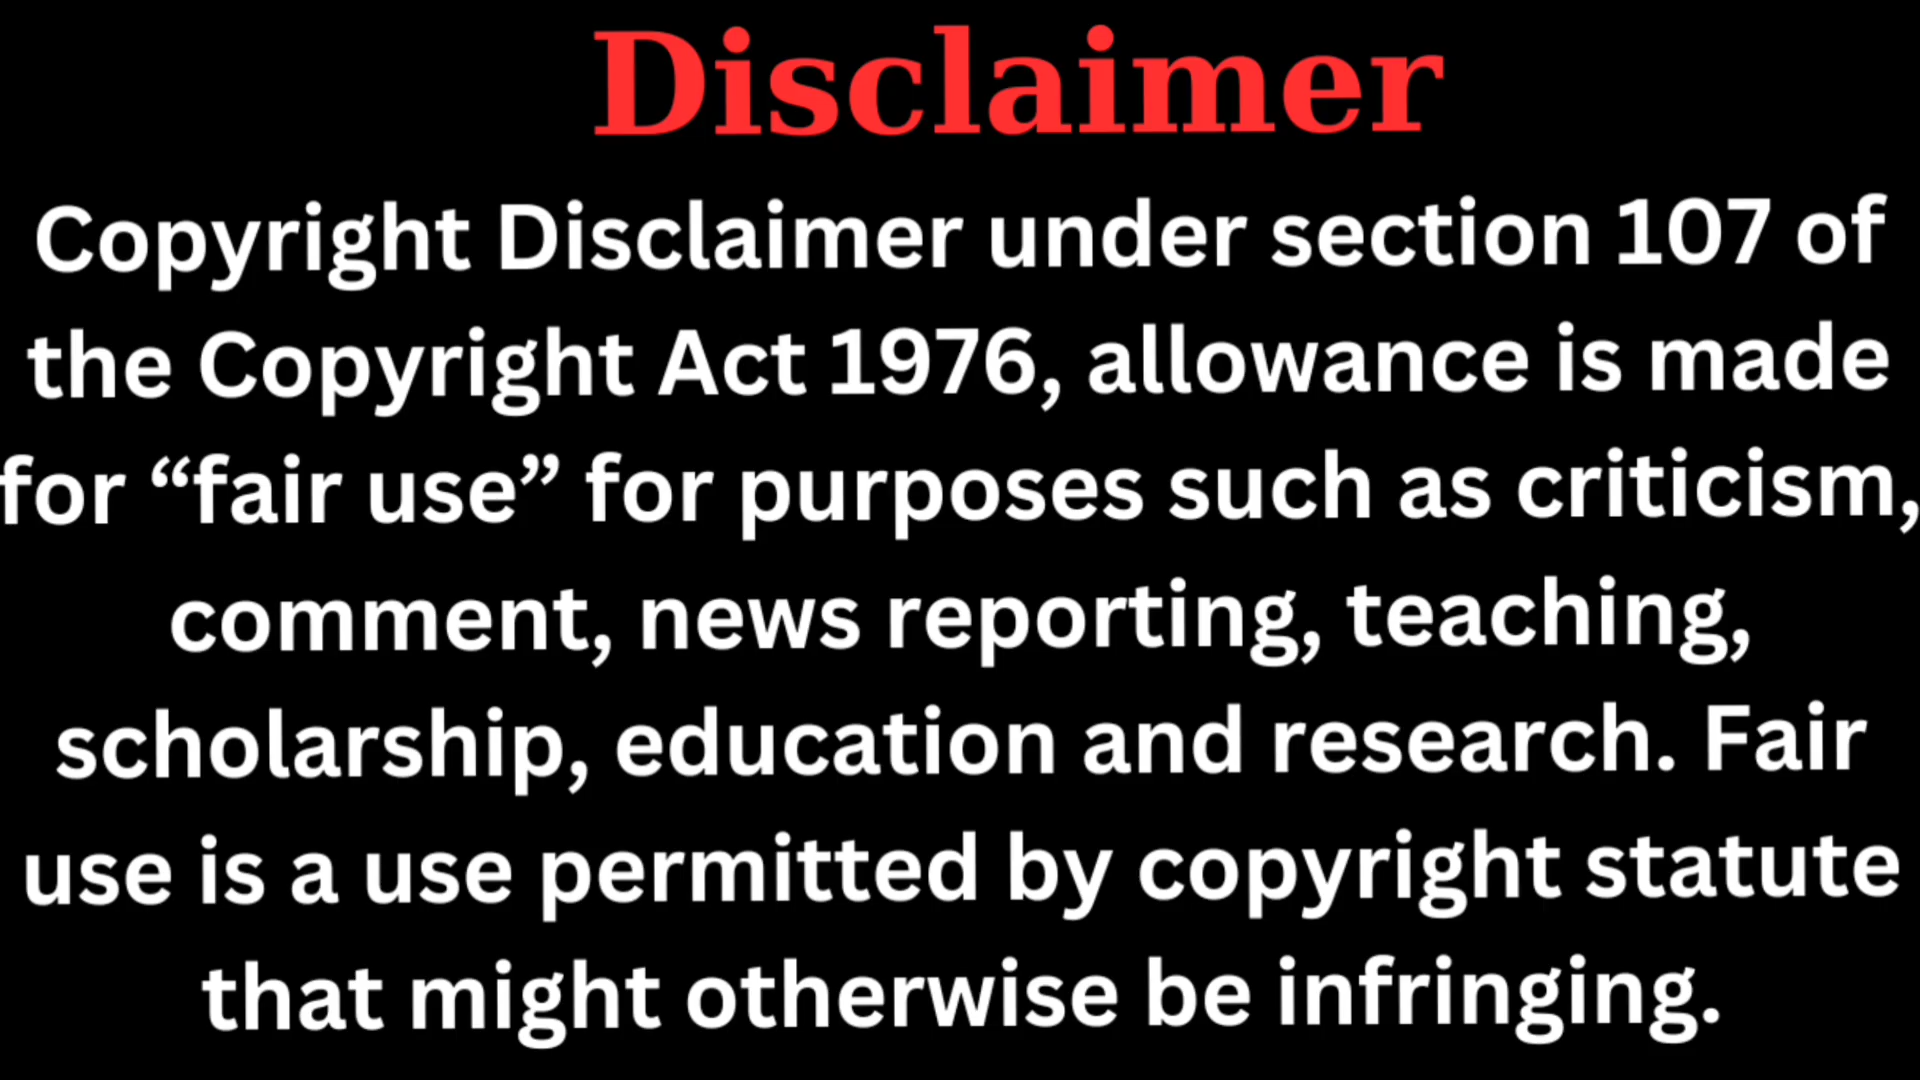 Disclaimer
Copyright Disclaimer under section 107 of
the Copyright Act 1976, allowance is made
for “fair use” for purposes such as criticism,
comment, news reporting, teaching,
scholarship, education and research. Fair
use is a use permitted by copyright statute
that might otherwise be infringing.